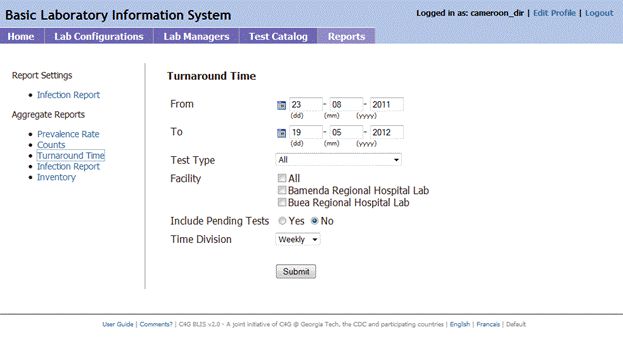 Basic Laboratory Information System
Logged in as: cameroon_dir | Edit Profile | Logout
Home Lab Configurations Lab Managers Test Catalog Reports
Report Settings
• Infection Report
Aggregate Reports
• Prevalence Rate
• Counts
• Turnaround Time
• Infection Report
• Inventory
Turnaround Time
From 23 - 08 - 2011
(dd) (mm) (yyyy)
To 19 - 05 - 2012
(dd) (mm) (yyyy)
Test Type All
Facility All
Bamenda Regional Hospital Lab
Buea Regional Hospital Lab
Include Pending Tests Yes No
Time Division Weekly
Submit
User Guide | Comments? | C4G BLIS v2.0 - A joint initiative of C4G @ Georgia Tech, the CDC and participating countries | English | Francais | Default